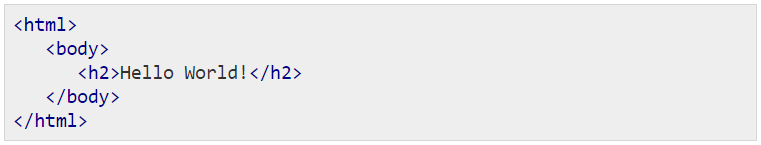 <html>
   <body>
      <h2>Hello World!</h2>
   </body>
</html>